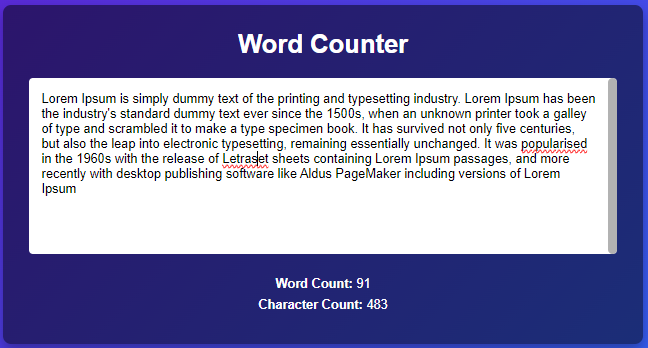 Word Counter
Lorem Ipsum is simply dummy text of the printing and typesetting industry. Lorem Ipsum has been
the industry's standard dummy text ever since the 1500s, when an unknown printer took a galley
of type and scrambled it to make a type specimen book. It has survived not only five centuries,
but also the leap into electronic typesetting, remaining essentially unchanged. It was popularised
in the 1960s with the release of Letraset sheets containing Lorem Ipsum passages, and more
recently with desktop publishing software like Aldus PageMaker including versions of Lorem
Ipsum
Word Count: 91
Character Count: 483